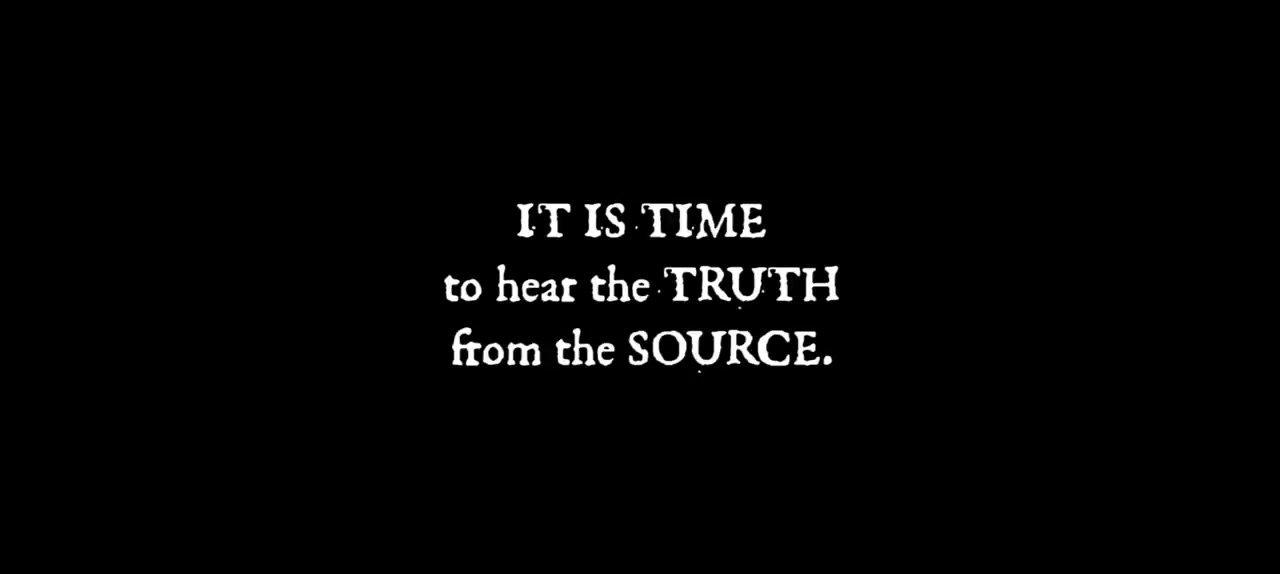 IT IS TIME
to hear the TRUTH
from the SOURCE.